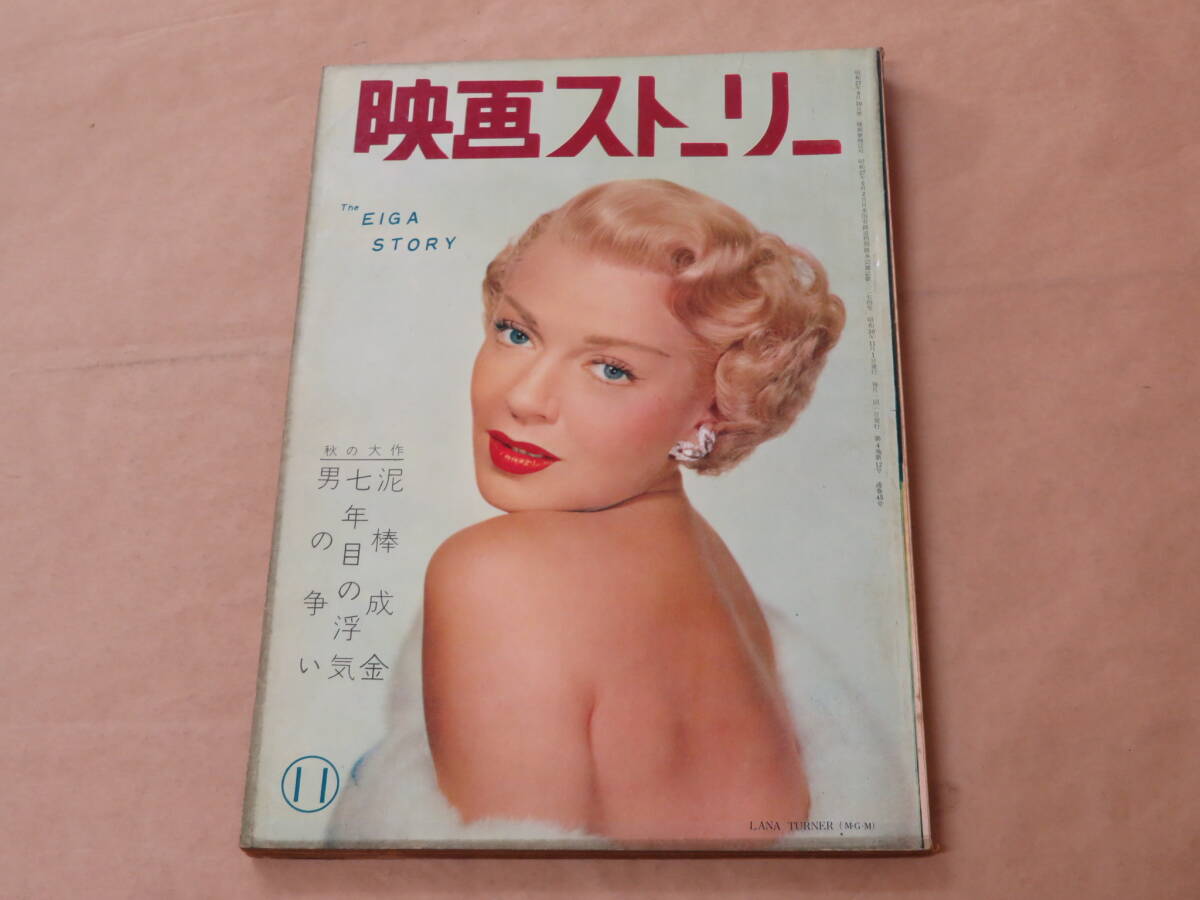 映画ストーリー
The EIGA
STORY
秋の大作
泥棒成金
七年目の浮気
男の争い
11
LANA TURNER (M·G·M)